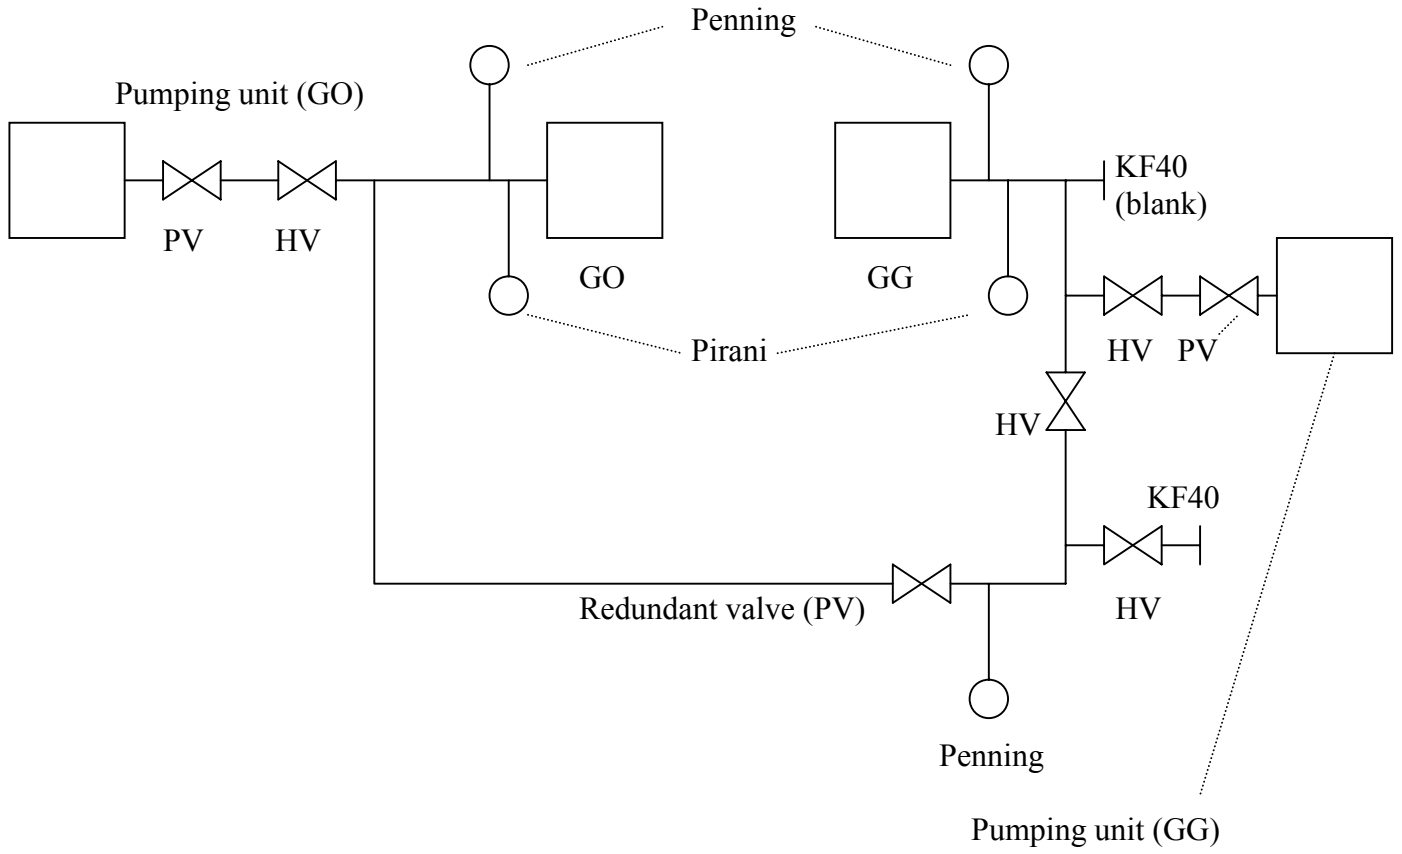 Penning
Pumping unit (GO)
KF40
(blank)
PV
HV
GO
GG
Pirani
HV
PV
HV
KF40
Redundant valve (PV)
HV
Penning
Pumping unit (GG)